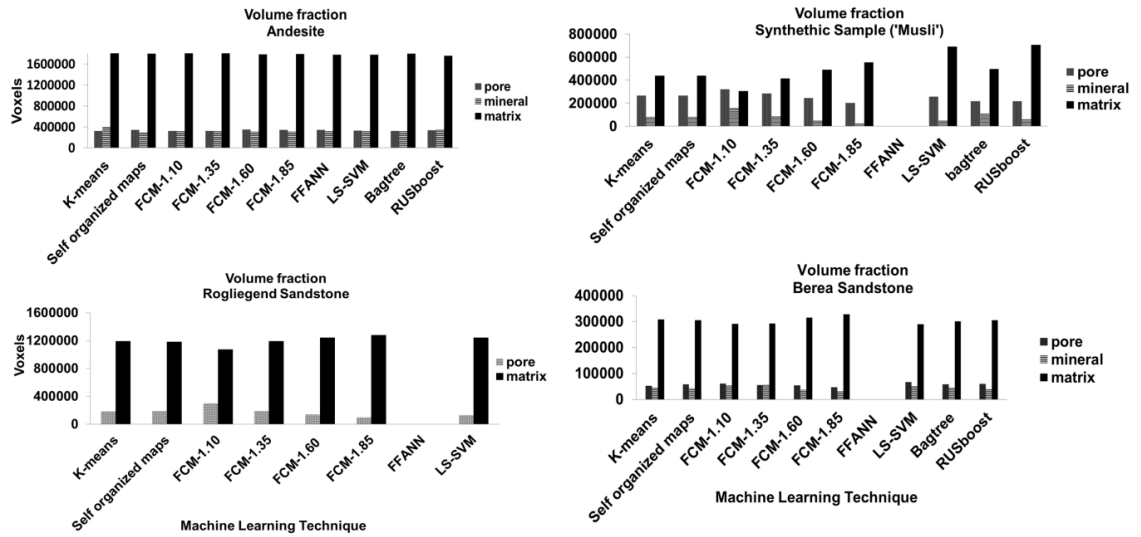 Volume fraction
Andesite
Voxels
1600000
1200000
800000
400000
0
pore
mineral
matrix
K-means
Self organized maps
FCM-1.10
FCM-1.35
FCM-1.60
FCM-1.85
FFANN
LS-SVM
Bagtree
RUSboost
Volume fraction
Synthethic Sample ('Musli')
800000
600000
400000
200000
0
pore
mineral
matrix
K-means
Self organized maps
FCM-1.10
FCM-1.35
FCM-1.60
FCM-1.85
FFANN
LS-SVM
bagtree
RUSboost
Volume fraction
Rogliegend Sandstone
Voxels
1600000
1200000
800000
400000
0
pore
matrix
K-means
Self organized maps
FCM-1.10
FCM-1.35
FCM-1.60
FCM-1.85
FFANN
LS-SVM
Machine Learning Technique
Volume fraction
Berea Sandstone
400000
300000
200000
100000
0
pore
mineral
matrix
K-means
Self organized maps
FCM-1.10
FCM-1.35
FCM-1.60
FCM-1.85
FFANN
LS-SVM
Bagtree
RUSboost
Machine Learning Technique